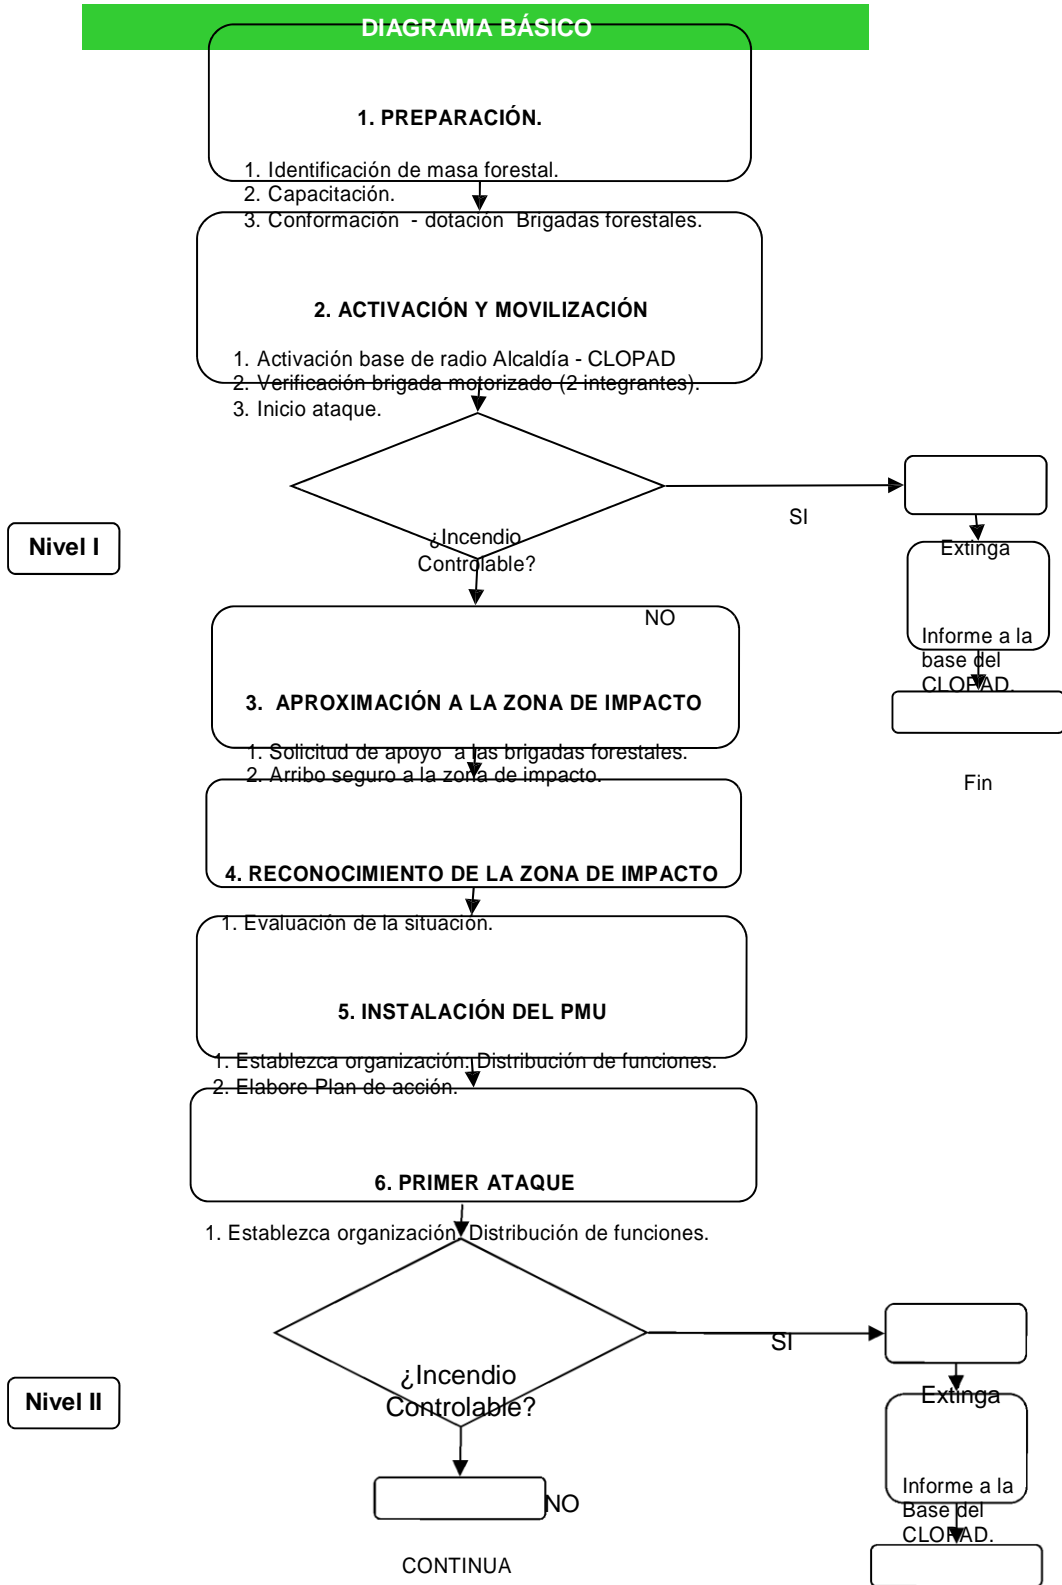 DIAGRAMA BÁSICO
1. PREPARACIÓN.
1. Identificación de masa forestal.
2. Capacitación.
3. Conformación - dotación Brigadas forestales.
2. ACTIVACIÓN Y MOVILIZACIÓN
1. Activación base de radio Alcaldía - CLOPAD
2. Verificación brigada motorizado (2 integrantes).
3. Inicio ataque.
SI
Nivel I
¿Incendio
Controlable?
Extinga
NO
Informe a la
base del
CLOPAD.
Fin
3. APROXIMACIÓN A LA ZONA DE IMPACTO
1. Solicitud de apoyo a las brigadas forestales.
2. Arribo seguro a la zona de impacto.
4. RECONOCIMIENTO DE LA ZONA DE IMPACTO
1. Evaluación de la situación.
5. INSTALACIÓN DEL PMU
1. Establezca organización. Distribución de funciones.
2. Elabore Plan de acción.
6. PRIMER ATAQUE
1. Establezca organización. Distribución de funciones.
SI
¿Incendio
Controlable?
Nivel II
Extinga
Informe a la
Base del
CLOPAD.
NO
CONTINUA